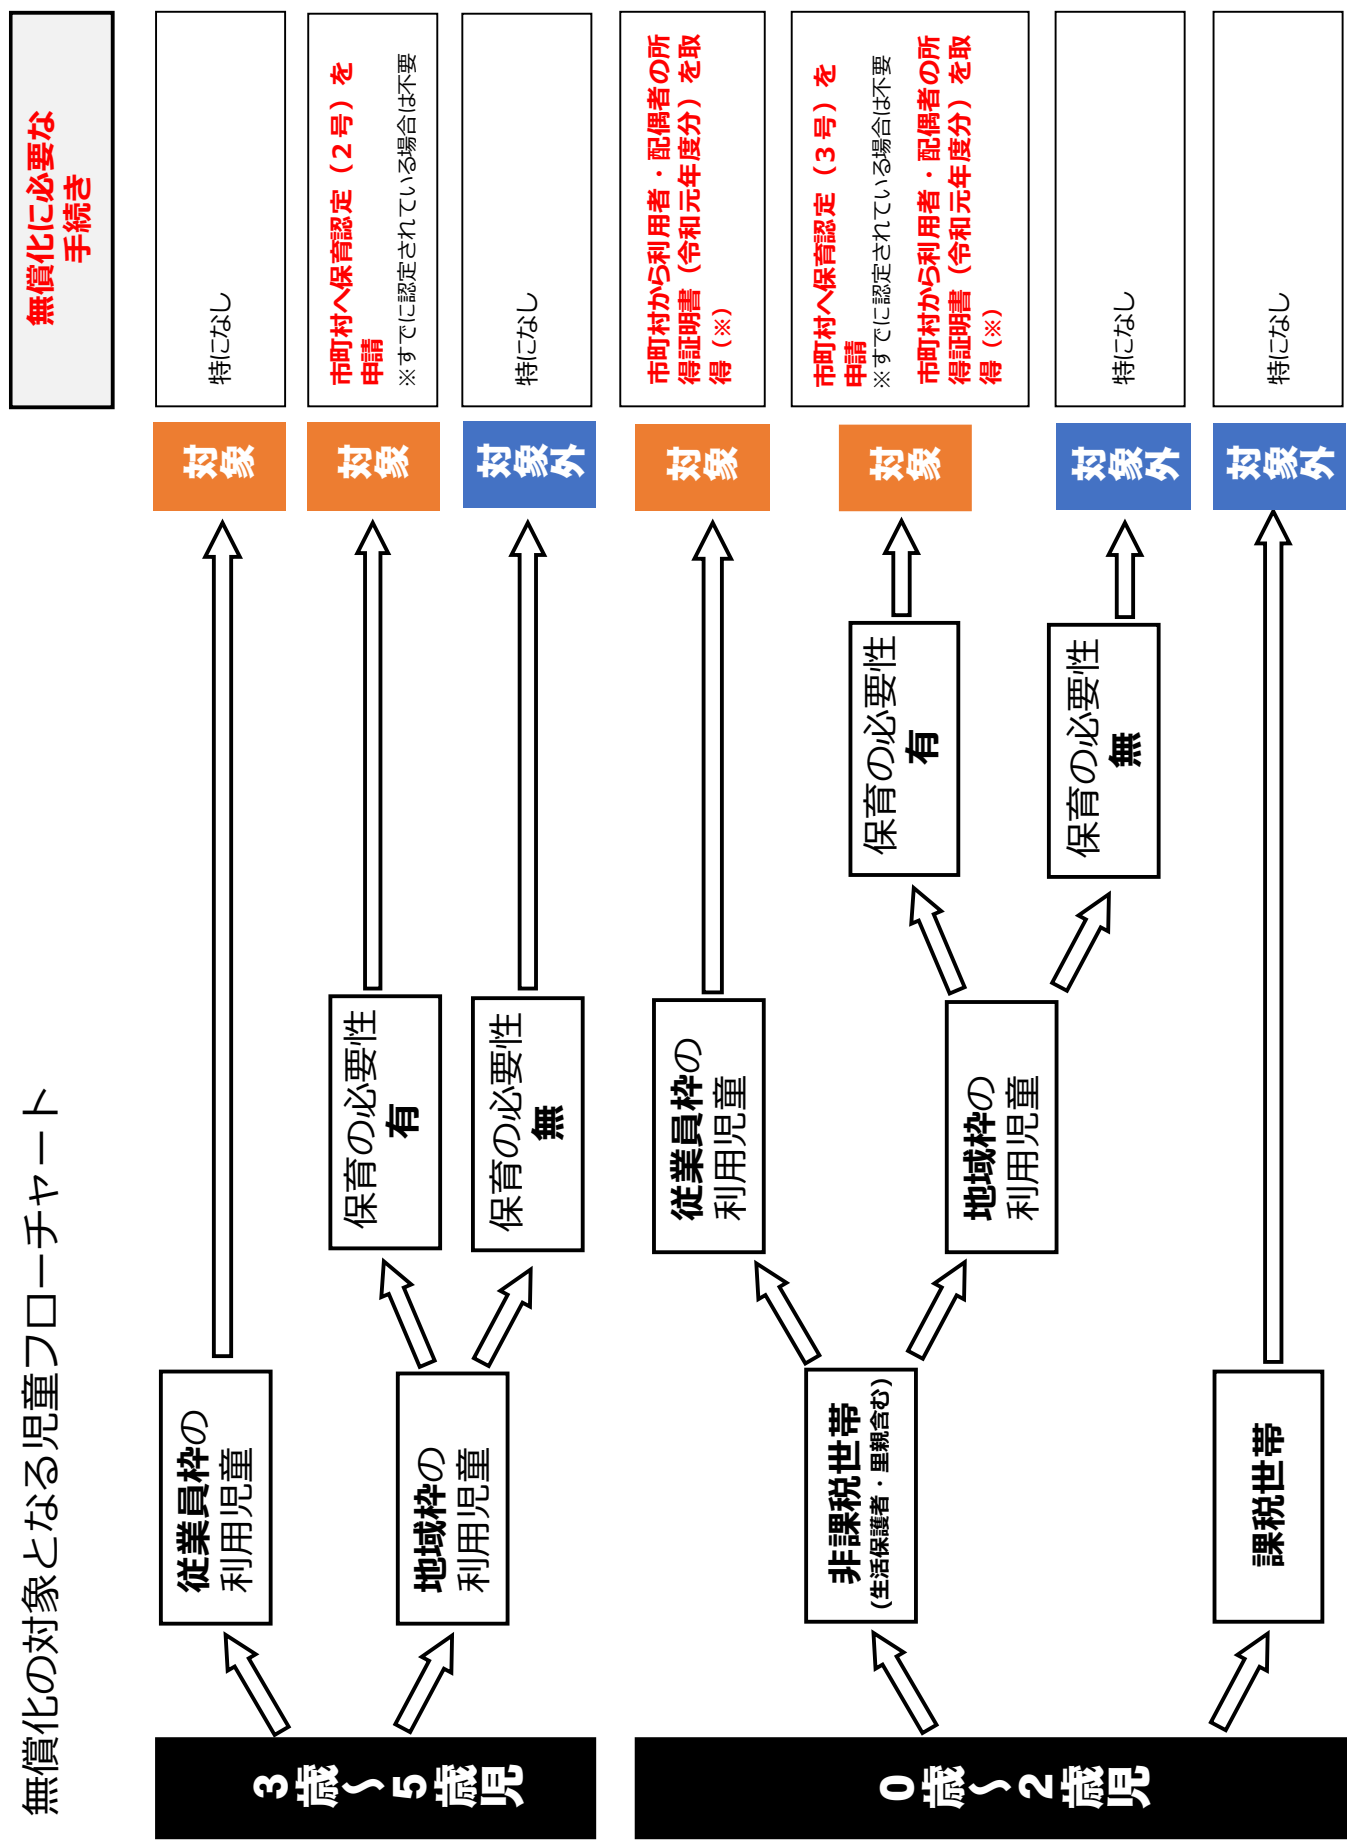 無償化の対象となる児童フローチャート
無償化に必要な
手続き
3歳～5歳児
従業員枠の
利用児童
対象
特になし
地域枠の
利用児童
保育の必要性
有
対象
市町村へ保育認定（２号）を
申請
※すでに認定されている場合は不要
保育の必要性
無
対象外
特になし
0歳～2歳児
非課税世帯
(生活保護者・里親含む)
従業員枠の
利用児童
対象
市町村から利用者・配偶者の所
得証明書（令和元年度分）を取
得（※）
地域枠の
利用児童
保育の必要性
有
対象
市町村へ保育認定（３号）を
申請
※すでに認定されている場合は不要
市町村から利用者・配偶者の所
得証明書（令和元年度分）を取
得（※）
保育の必要性
無
対象外
特になし
課税世帯
対象外
特になし